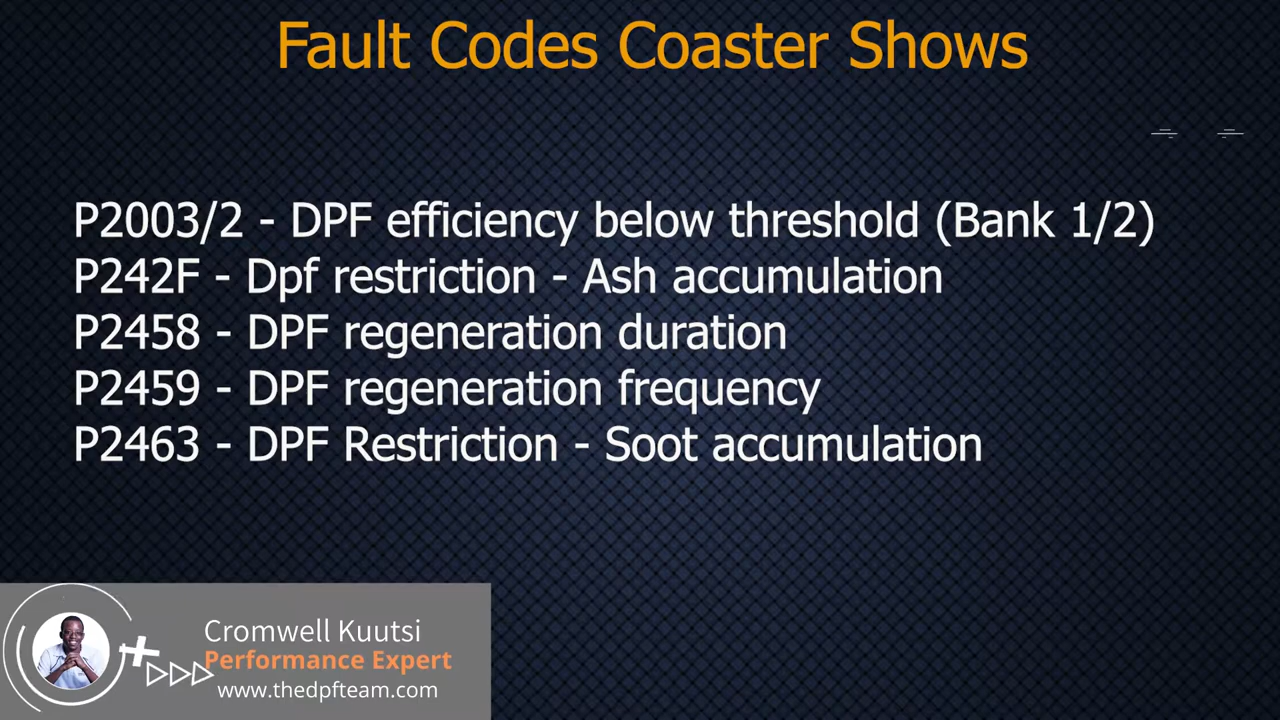 Fault Codes Coaster Shows
P2003/2 - DPF efficiency below threshold (Bank 1/2)
P242F - Dpf restriction - Ash accumulation
P2458 - DPF regeneration duration
P2459 - DPF regeneration frequency
P2463 - DPF Restriction - Soot accumulation
Cromwell Kuutsi
Performance Expert
www.thedpfteam.com